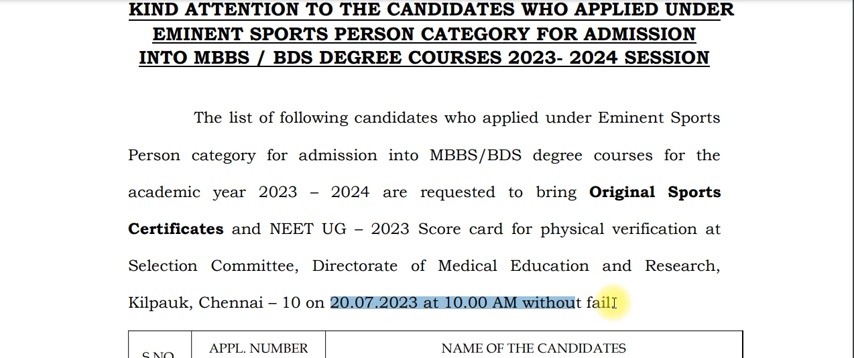 KIND ATTENTION TO THE CANDIDATES WHO APPLIED UNDER
EMINENT SPORTS PERSON CATEGORY FOR ADMISSION
INTO MBBS / BDS DEGREE COURSES 2023- 2024 SESSION
The list of following candidates who applied under Eminent Sports
Person category for admission into MBBS/BDS degree courses for the
academic year 2023 – 2024 are requested to bring Original Sports
Certificates and NEET UG – 2023 Score card for physical verification at
Selection Committee, Directorate of Medical Education and Research,
Kilpauk, Chennai – 10 on 20.07.2023 at 10.00 AM without fail.
S.NO APPL. NUMBER NAME OF THE CANDIDATES